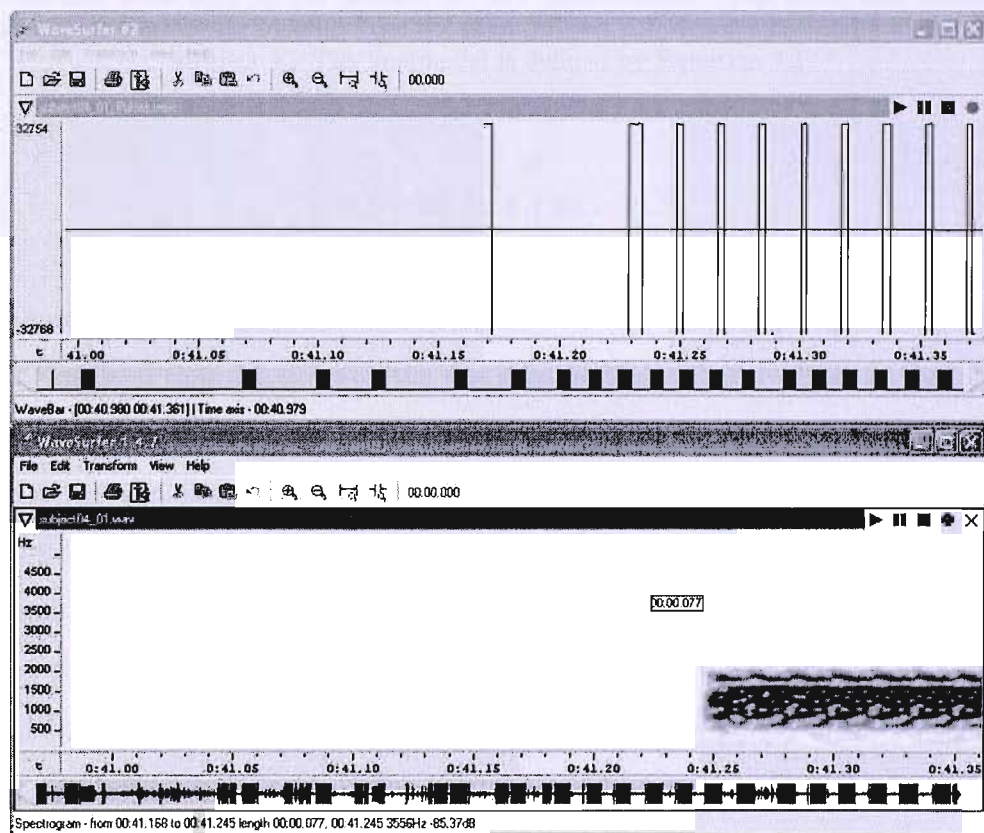 WaveSurfer #2
00.000
32754
-32768
t 41.00 0:41.05 0:41.10 0:41.15 0:41.20 0:41.25 0:41.30 0:41.35
WaveBar - [00:40.980 00:41.361] | Time axis - 00:40.979
WaveSurfer 1.4.7
File Edit Transform View Help
00:00.000
subject04_01.wav
Hz
4500
4000
3500
3000
2500
2000
1500
1000
500
00:00.077
t 0:41.00 0:41.05 0:41.10 0:41.15 0:41.20 0:41.25 0:41.30 0:41.35
Spectrogram - from 00:41.168 to 00:41.245 length 00:00.077, 00:41.245 3556Hz -85.37dB